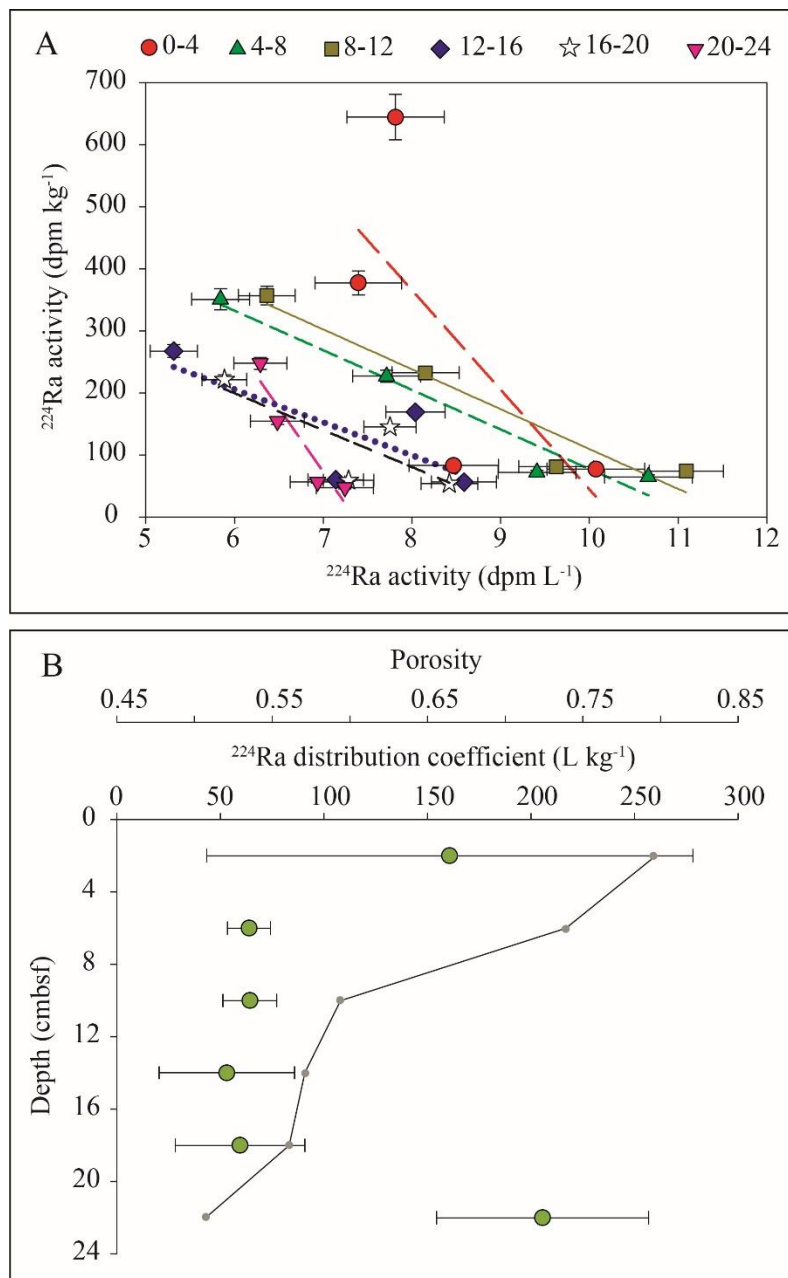 A
0-4 4-8 8-12 12-16 16-20 20-24
700
600
500
400
300
200
100
0
²²⁴Ra activity (dpm kg⁻¹)
5 6 7 8 9 10 11 12
²²⁴Ra activity (dpm L⁻¹)
B
Porosity
0.45 0.55 0.65 0.75 0.85
²²⁴Ra distribution coefficient (L kg⁻¹)
0 50 100 150 200 250 300
0
4
8
12
16
20
24
Depth (cmbsf)